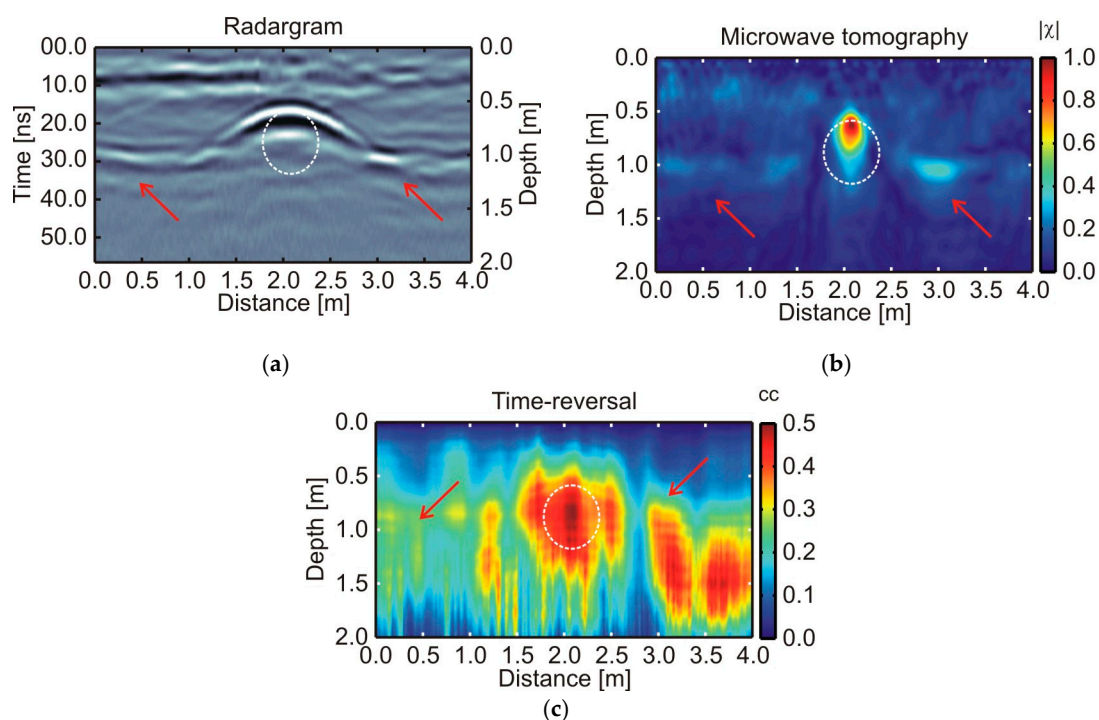 Radargram
00.0
10.0
20.0
30.0
40.0
50.0
Time [ns]
0.0
0.5
1.0
1.5
2.0
Depth [m]
0.0 0.5 1.0 1.5 2.0 2.5 3.0 3.5 4.0
Distance [m]
(a)
Microwave tomography
|χ|
0.0
0.5
1.0
1.5
2.0
Depth [m]
0.0 0.5 1.0 1.5 2.0 2.5 3.0 3.5 4.0
Distance [m]
1.0
0.8
0.6
0.4
0.2
0.0
(b)
Time-reversal
cc
0.0
0.5
1.0
1.5
2.0
Depth [m]
0.0 0.5 1.0 1.5 2.0 2.5 3.0 3.5 4.0
Distance [m]
0.5
0.4
0.3
0.2
0.1
0.0
(c)